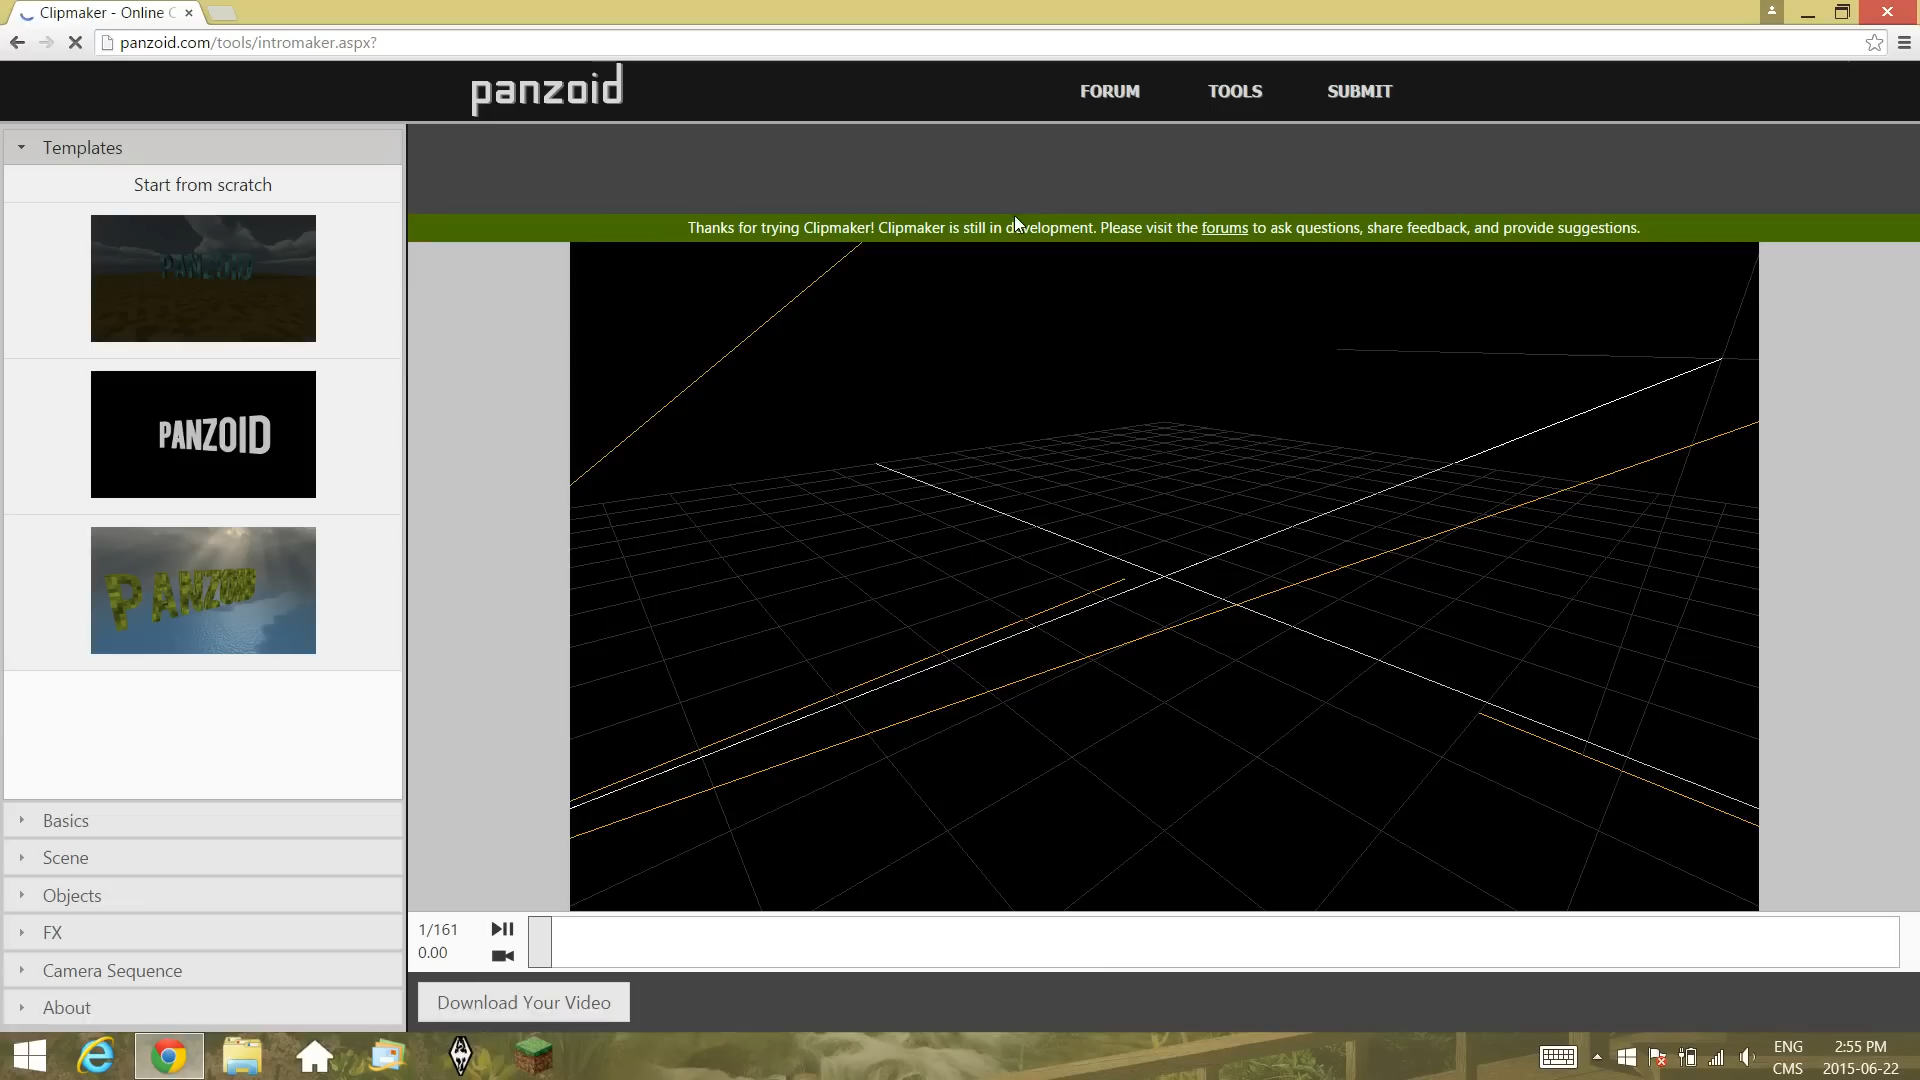 Clipmaker - Online C
panzoid.com/tools/intromaker.aspx?
panzoid
FORUM TOOLS SUBMIT
Templates
Start from scratch
Thanks for trying Clipmaker! Clipmaker is still in development. Please visit the forums to ask questions, share feedback, and provide suggestions.
PANZOID
PANZOID
PANZOID
Basics
Scene
Objects
FX
Camera Sequence
About
1/161
0.00
Download Your Video
ENG 2:55 PM
CMS 2015-06-22